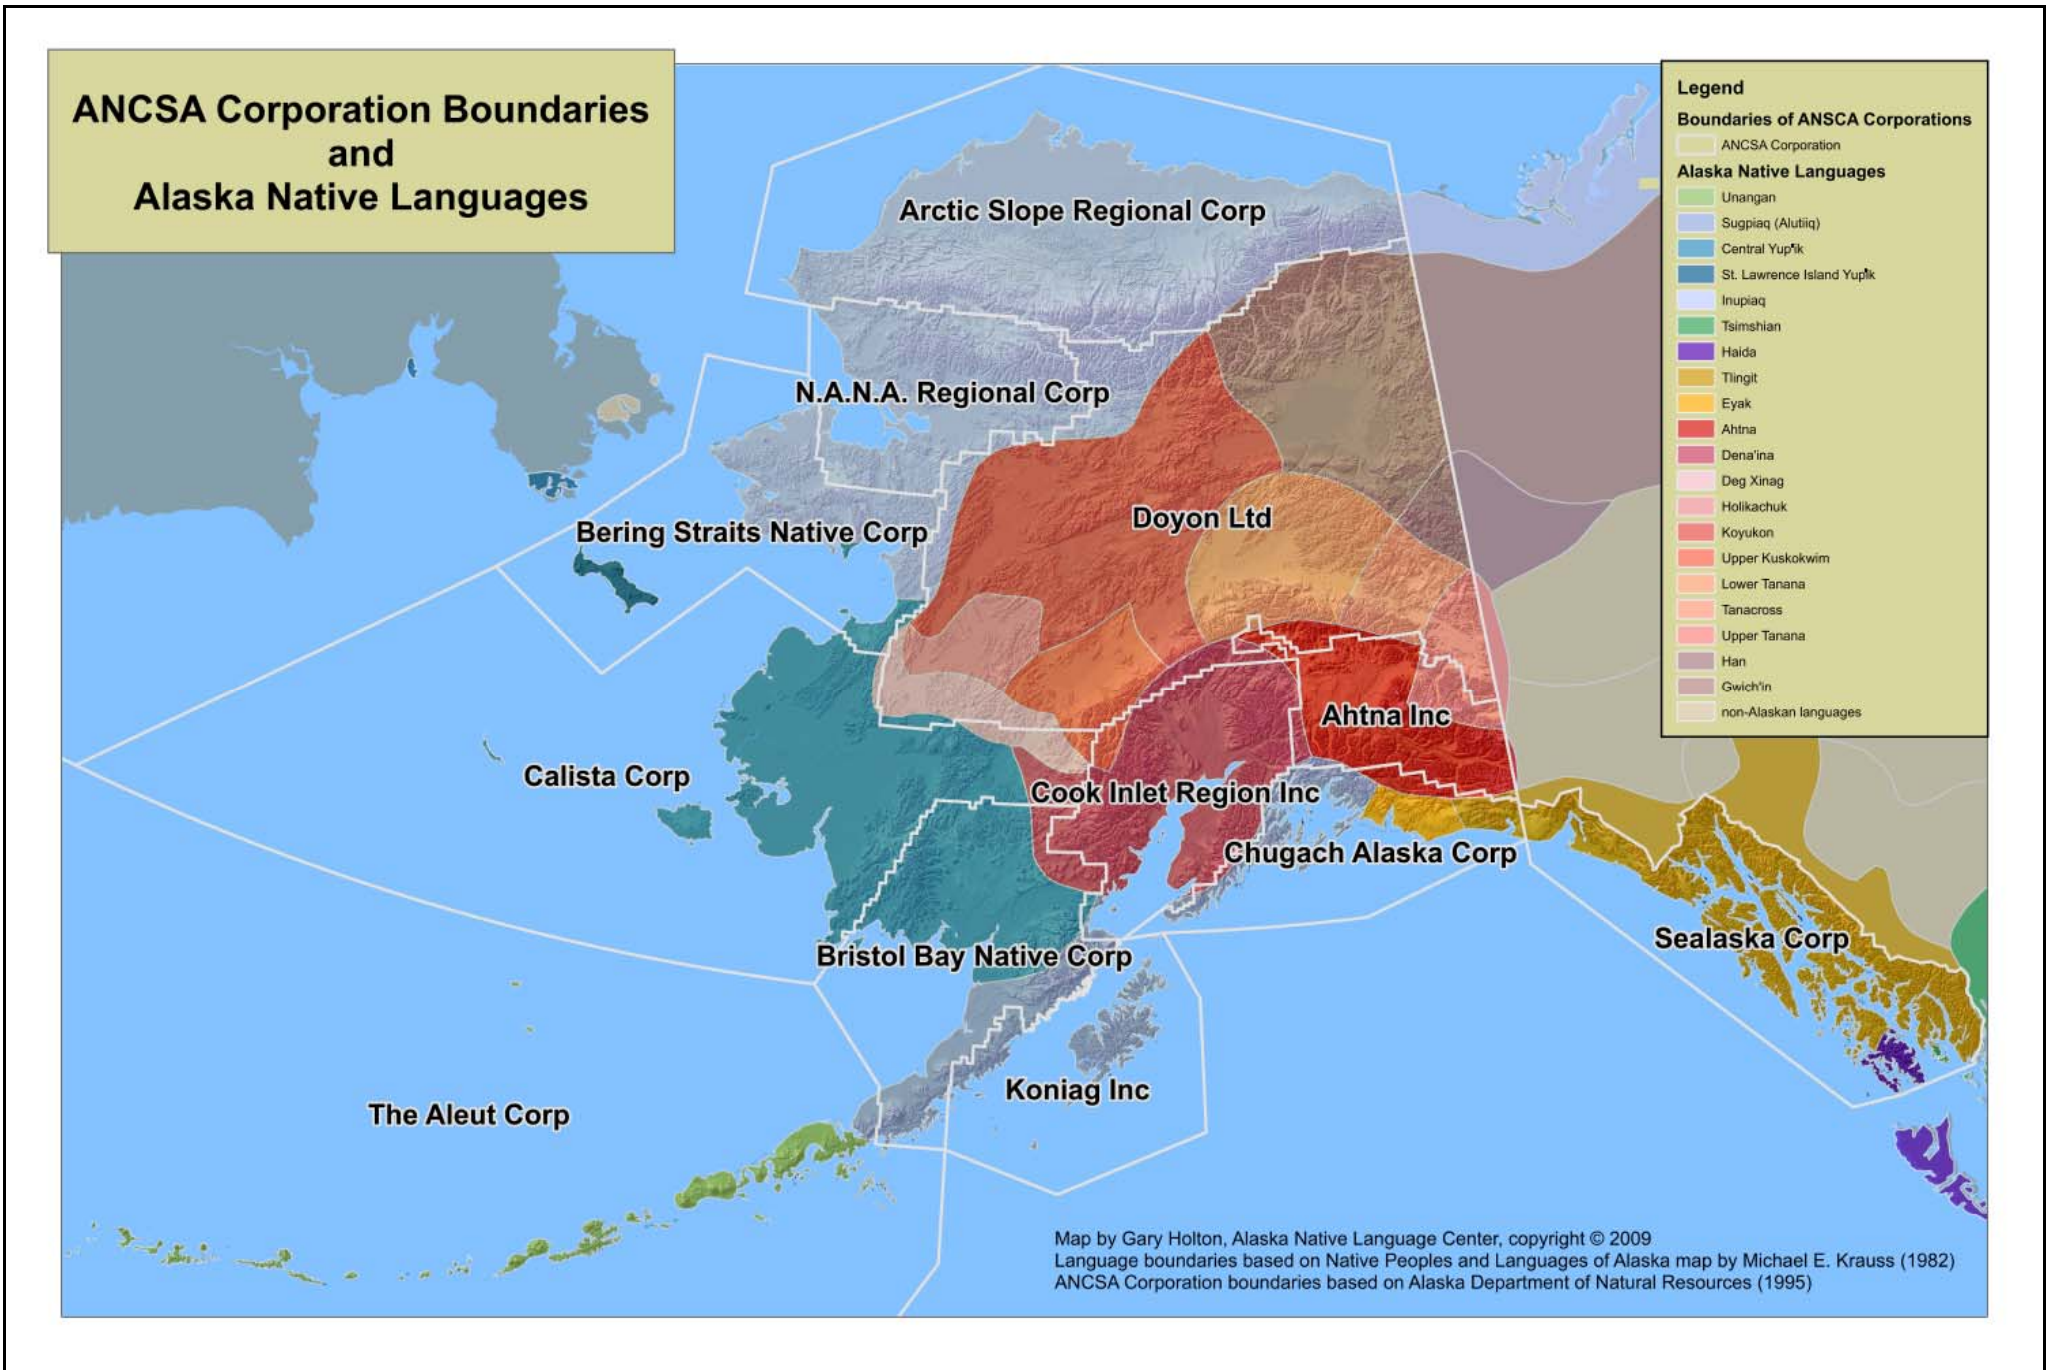 ANCSA Corporation Boundaries
and
Alaska Native Languages
Legend
Boundaries of ANSCA Corporations
ANCSA Corporation
Alaska Native Languages
Unangan
Sugpiaq (Alutiiq)
Central Yup'ik
St. Lawrence Island Yupik
Inupiaq
Tsimshian
Haida
Tlingit
Eyak
Ahtna
Dena'ina
Deg Xinag
Holikachuk
Koyukon
Upper Kuskokwim
Lower Tanana
Tanacross
Upper Tanana
Han
Gwich'in
non-Alaskan languages
Arctic Slope Regional Corp
N.A.N.A. Regional Corp
Doyon Ltd
Bering Straits Native Corp
Ahtna Inc
Calista Corp
Cook Inlet Region Inc
Chugach Alaska Corp
Sealaska Corp
Bristol Bay Native Corp
Koniag Inc
The Aleut Corp
Map by Gary Holton, Alaska Native Language Center, copyright © 2009
Language boundaries based on Native Peoples and Languages of Alaska map by Michael E. Krauss (1982)
ANCSA Corporation boundaries based on Alaska Department of Natural Resources (1995)